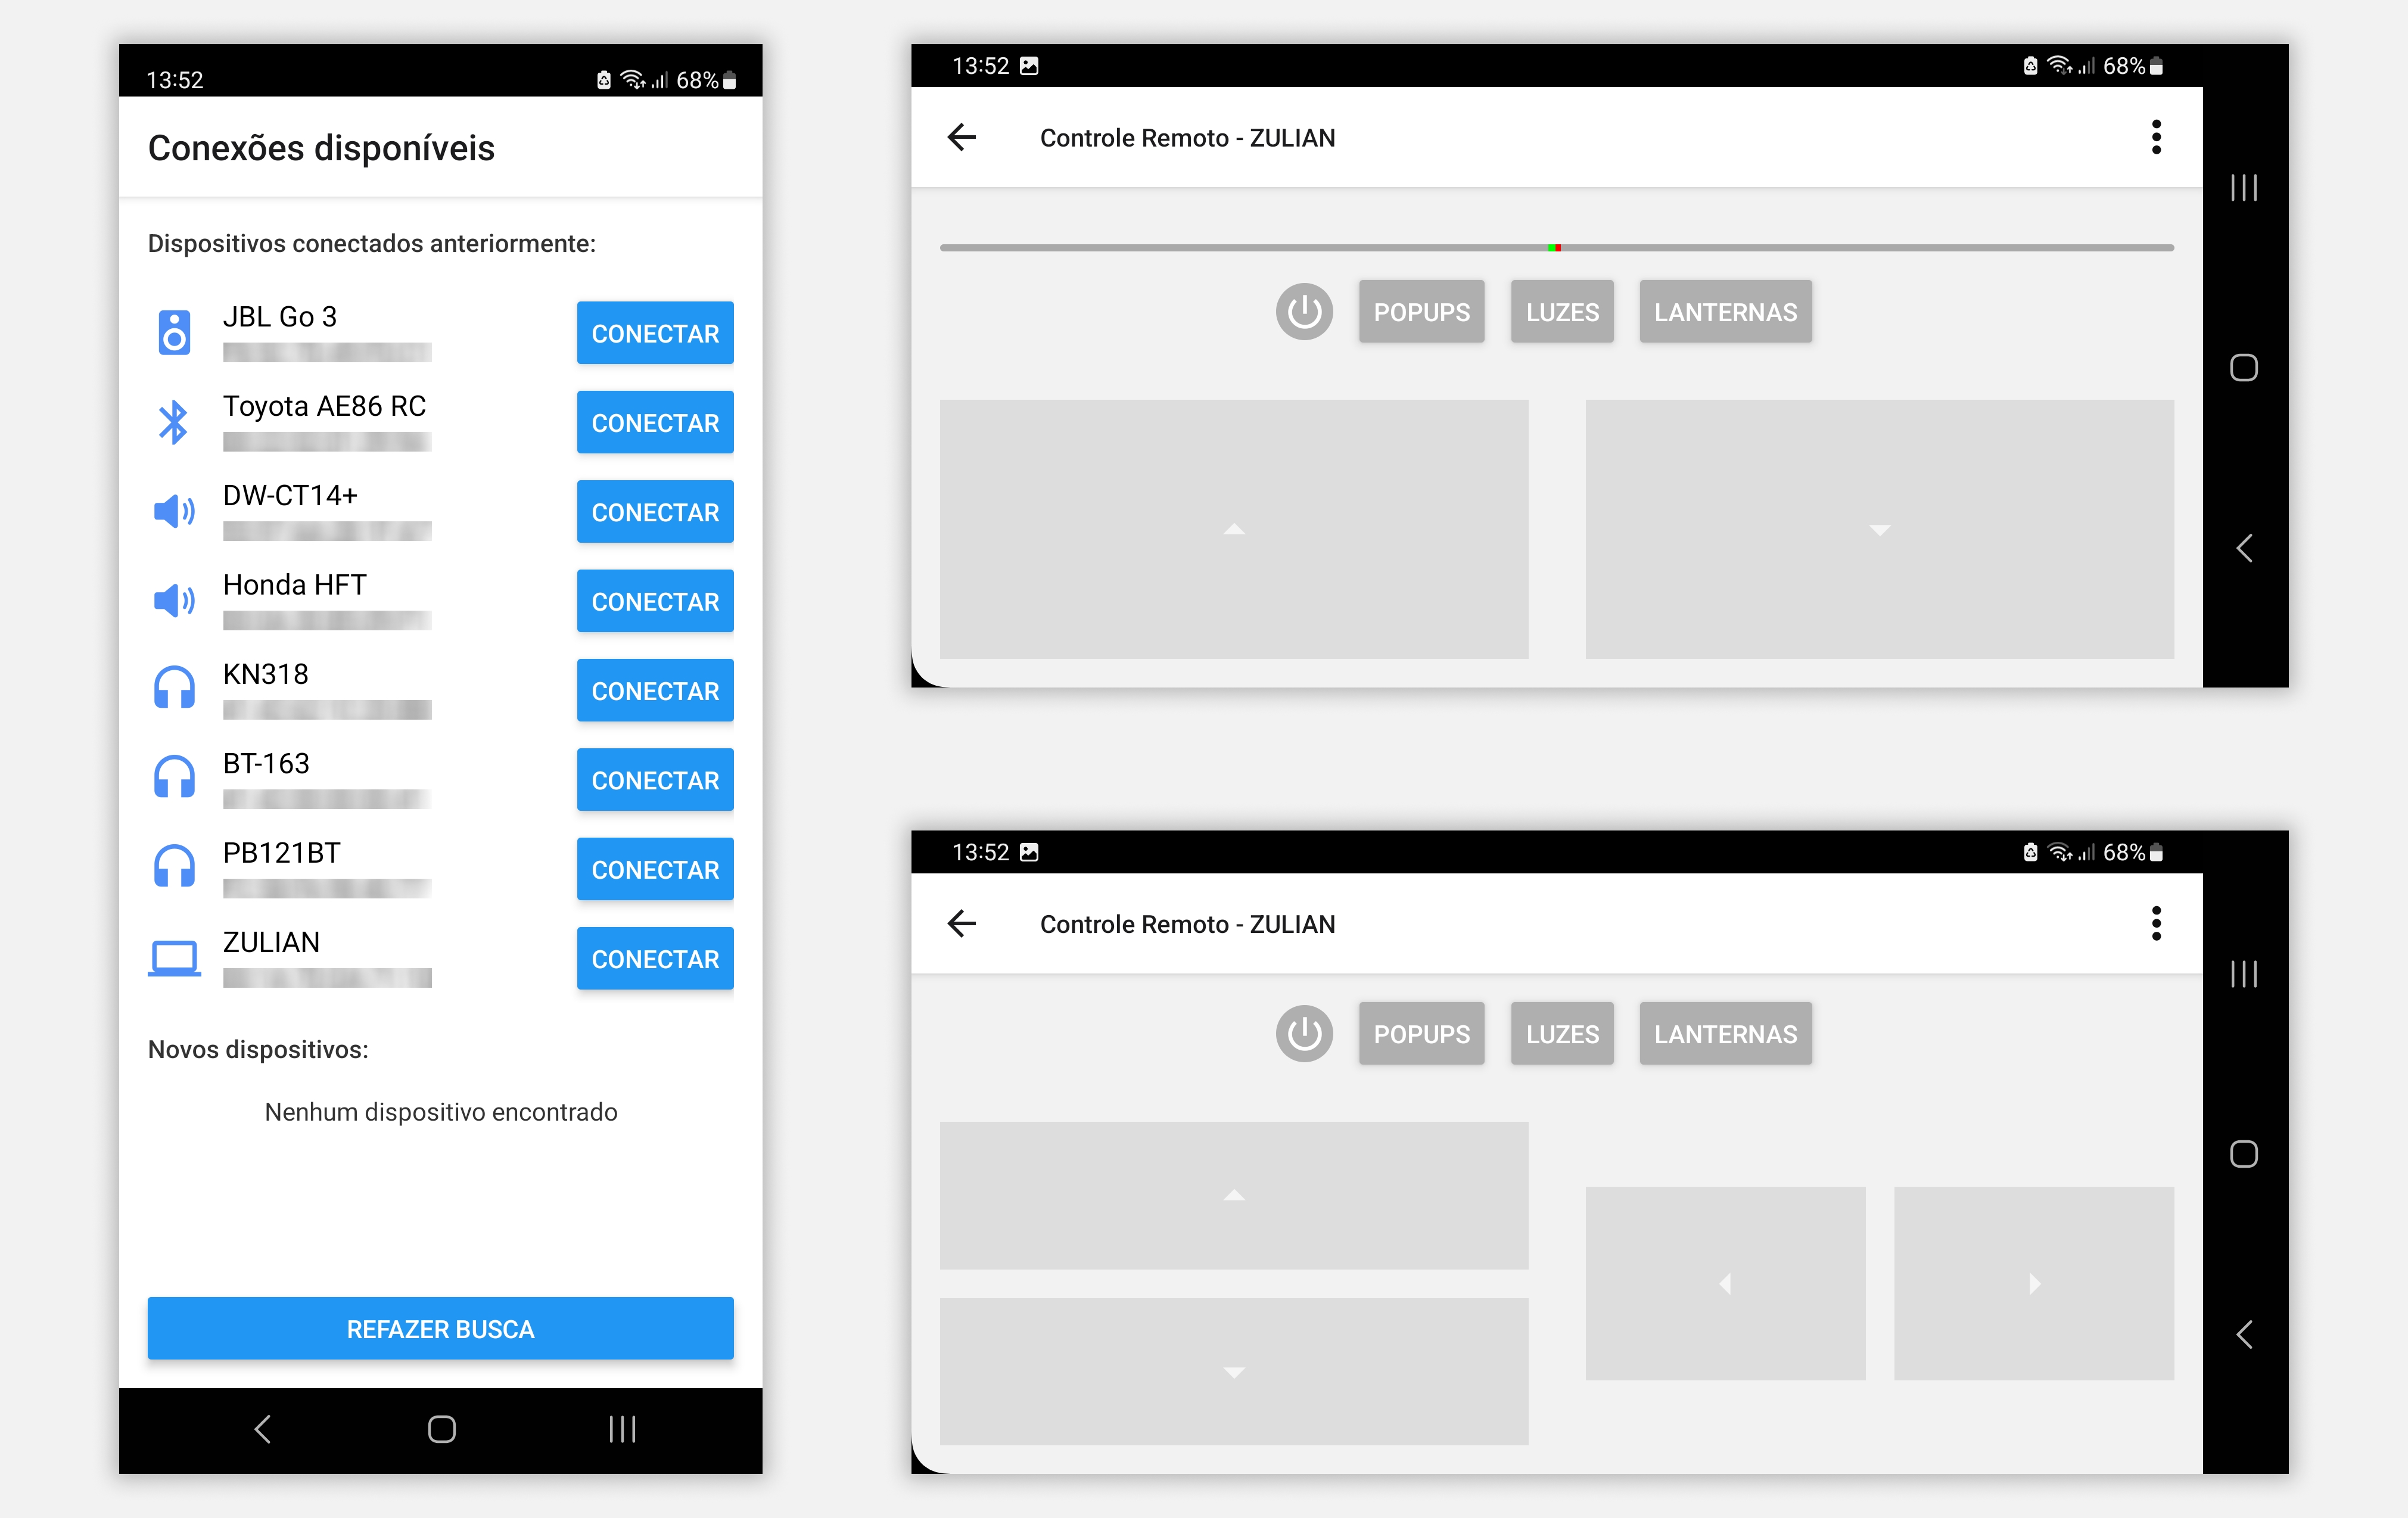 13:52
68%
Conexões disponíveis
Dispositivos conectados anteriormente:
JBL Go 3
CONECTAR
Toyota AE86 RC
CONECTAR
DW-CT14+
CONECTAR
Honda HFT
CONECTAR
KN318
CONECTAR
BT-163
CONECTAR
PB121BT
CONECTAR
ZULIAN
CONECTAR
Novos dispositivos:
Nenhum dispositivo encontrado
REFAZER BUSCA
13:52
68%
Controle Remoto - ZULIAN
POPUPS
LUZES
LANTERNAS
13:52
68%
Controle Remoto - ZULIAN
POPUPS
LUZES
LANTERNAS